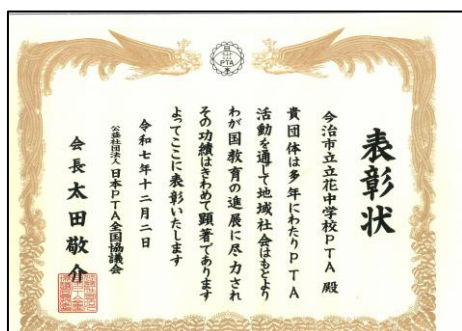 日本
PTA
表彰状
今治市立立花中学校PTA 殿
貴団体は多年にわたりPTA
活動を通して地域社会はもとより
わが国教育の進展に尽力され
その功績はきわめて顕著であります
よってここに表彰いたします
令和七年十二月二日
公益社団法人 日本PTA全国協議会
会長 太田敬介